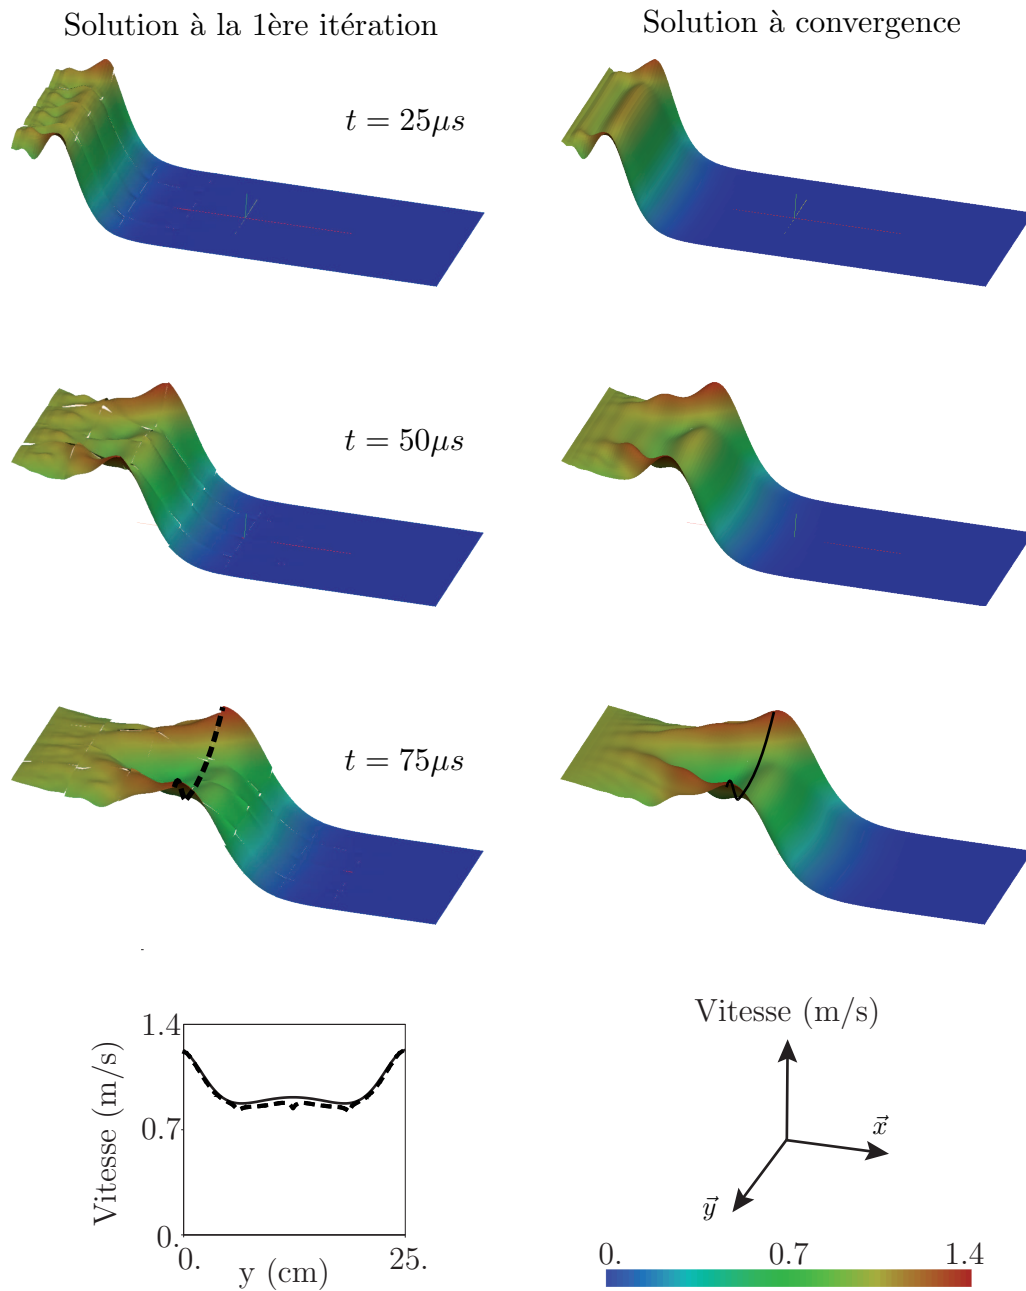 Solution à la 1ère itération
Solution à convergence
t = 25μs
t = 50μs
t = 75μs
Vitesse (m/s)
1.4
0.7
0.
0.
25.
y (cm)
Vitesse (m/s)
x⃗
y⃗
0.
0.7
1.4